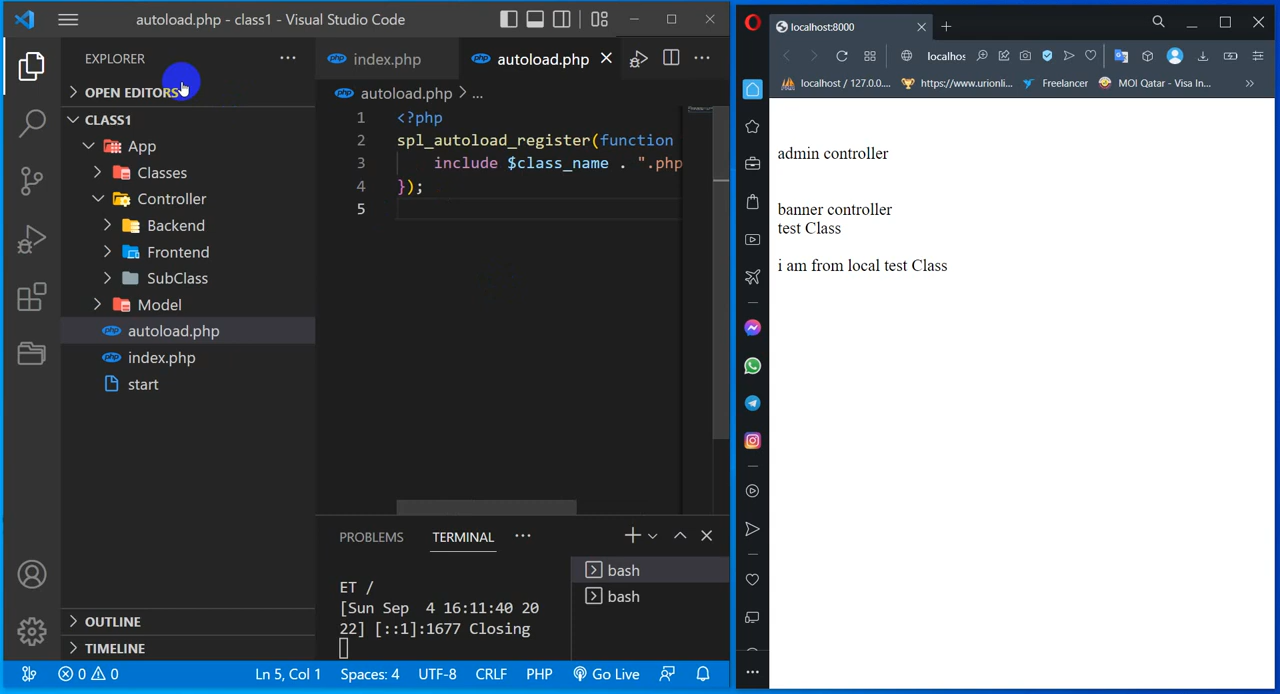 autoload.php - class1 - Visual Studio Code
EXPLORER
OPEN EDITORS
CLASS1
App
Classes
Controller
Backend
Frontend
SubClass
Model
autoload.php
index.php
start
OUTLINE
TIMELINE
index.php
autoload.php
autoload.php > ...
1 <?php
2 spl_autoload_register(function
3 include $class_name . ".php
4 });
5
PROBLEMS
TERMINAL
ET /
[Sun Sep  4 16:11:40 20
22] [::1]:1677 Closing
bash
bash
0 0
Ln 5, Col 1
Spaces: 4
UTF-8
CRLF
PHP
Go Live
localhost:8000
localhos
localhost / 127.0.0....
https://www.urionli...
Freelancer
MOI Qatar - Visa In...
admin controller
banner controller
test Class
i am from local test Class